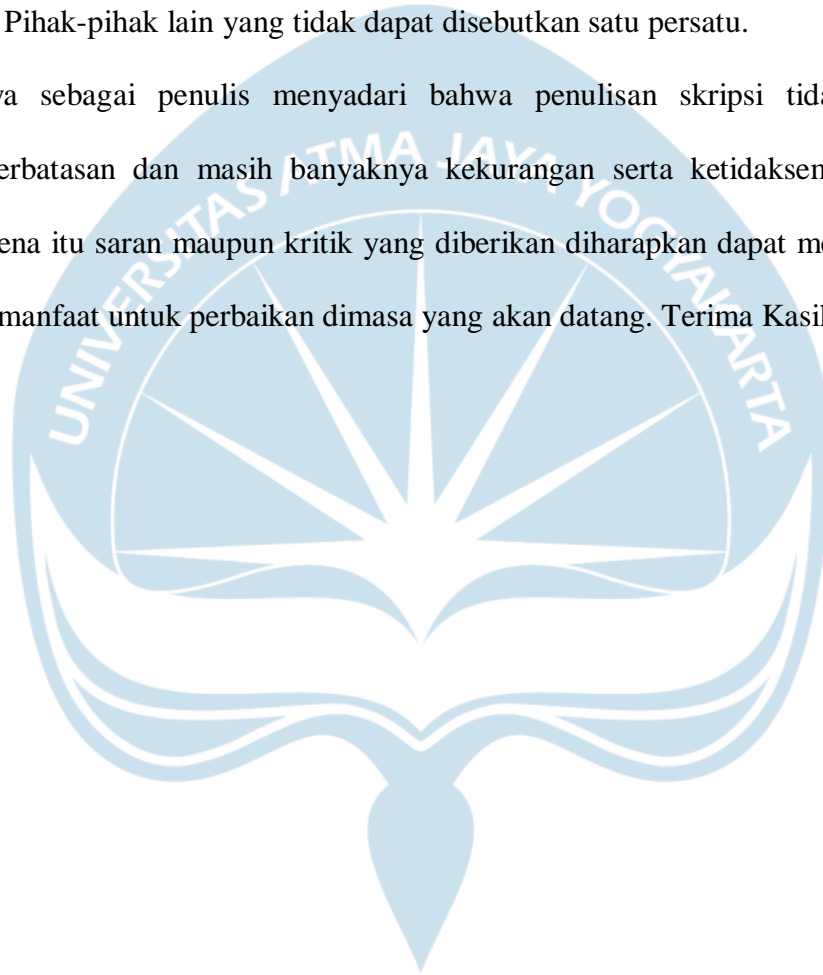 Pihak-pihak lain yang tidak dapat disebutkan satu persatu.
sebagai penulis menyadari bahwa penulisan skripsi
dan masih banyaknya kekurangan serta
itu saran maupun kritik yang diberikan diharapkan dapat
manfaat untuk perbaikan dimasa yang akan datang. Terima
UNIVERSITAS ATMA JAYA YOGYAKARTA